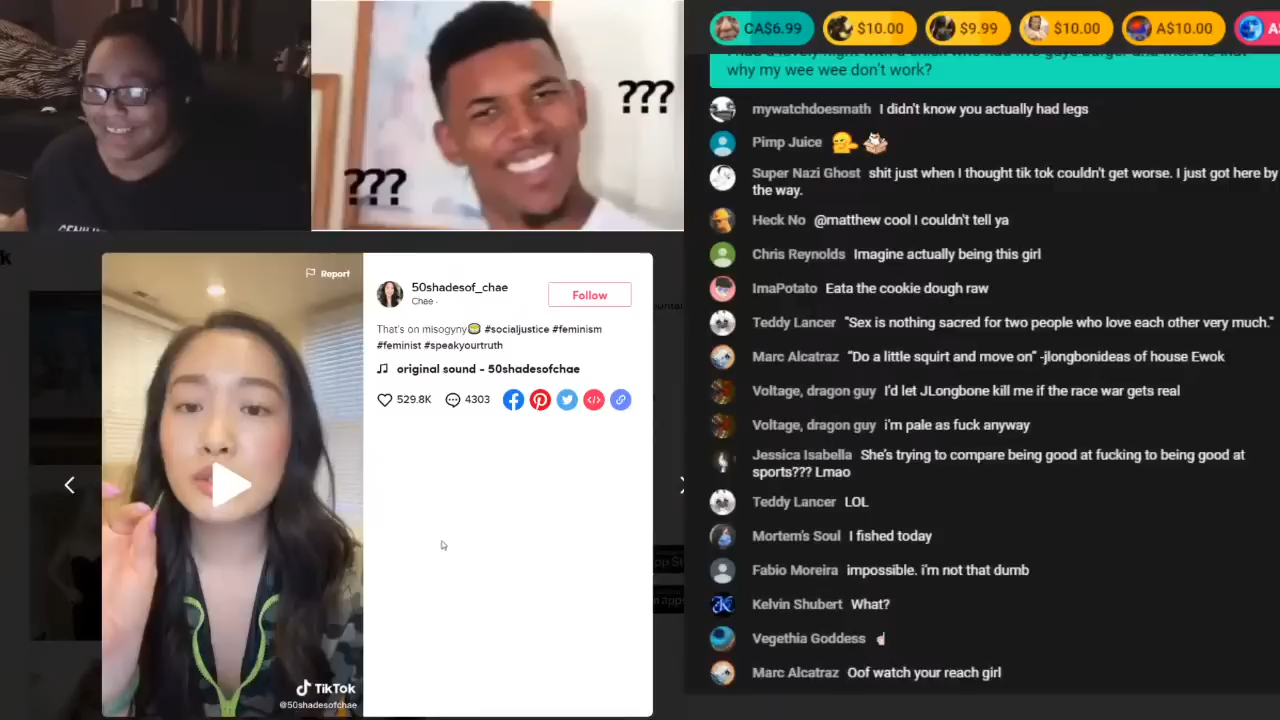 ???
???
CA$6.99
$10.00
$9.99
$10.00
A$10.00
why my wee wee don't work?
mywatchdoesmath I didn't know you actually had legs
Pimp Juice
Super Nazi Ghost shit just when I thought tik tok couldn't get worse. I just got here by
the way.
Heck No @matthew cool I couldn't tell ya
Chris Reynolds Imagine actually being this girl
ImaPotato Eata the cookie dough raw
Teddy Lancer "Sex is nothing sacred for two people who love each other very much."
Marc Alcatraz "Do a little squirt and move on" -jlongbonideas of house Ewok
Voltage, dragon guy I'd let JLongbone kill me if the race war gets real
Voltage, dragon guy i'm pale as fuck anyway
Jessica Isabella She's trying to compare being good at fucking to being good at
sports??? Lmao
Teddy Lancer LOL
Mortem's Soul I fished today
Fabio Moreira impossible. i'm not that dumb
Kelvin Shubert What?
Vegethia Goddess
Marc Alcatraz Oof watch your reach girl
Report
50shadesof_chae
Chae ·
Follow
That's on misogyny #socialjustice #feminism
#feminist #speakyourtruth
original sound - 50shadesofchae
529.8K
4303
TikTok
@50shadesofchae